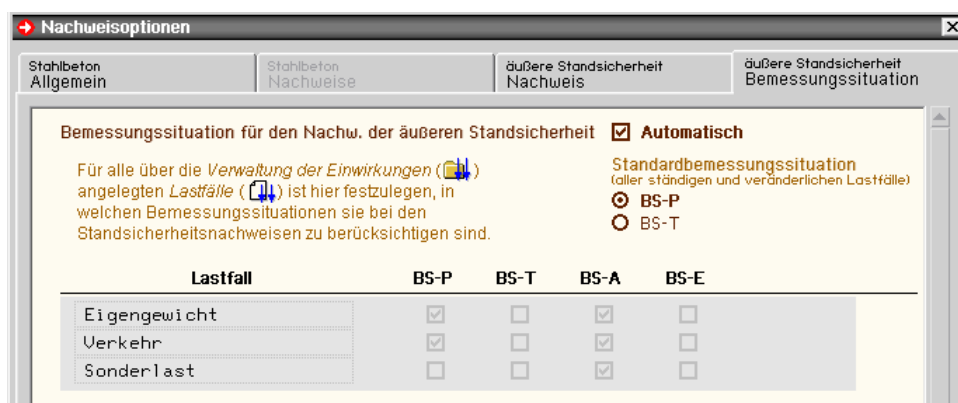 Nachweisoptionen
Stahlbeton
Allgemein
Stahlbeton
Nachweise
äußere Standsicherheit
Nachweis
äußere Standsicherheit
Bemessungssituation
Bemessungssituation für den Nachw. der äußeren Standsicherheit Automatisch
Für alle über die Verwaltung der Einwirkungen ( )
angelegten Lastfälle ( ) ist hier festzulegen, in
welchen Bemessungssituationen sie bei den
Standsicherheitsnachweisen zu berücksichtigen sind.
Standardbemessungssituation
(aller ständigen und veränderlichen Lastfälle)
BS-P
BS-T
Lastfall BS-P BS-T BS-A BS-E
Eigengewicht
Verkehr
Sonderlast